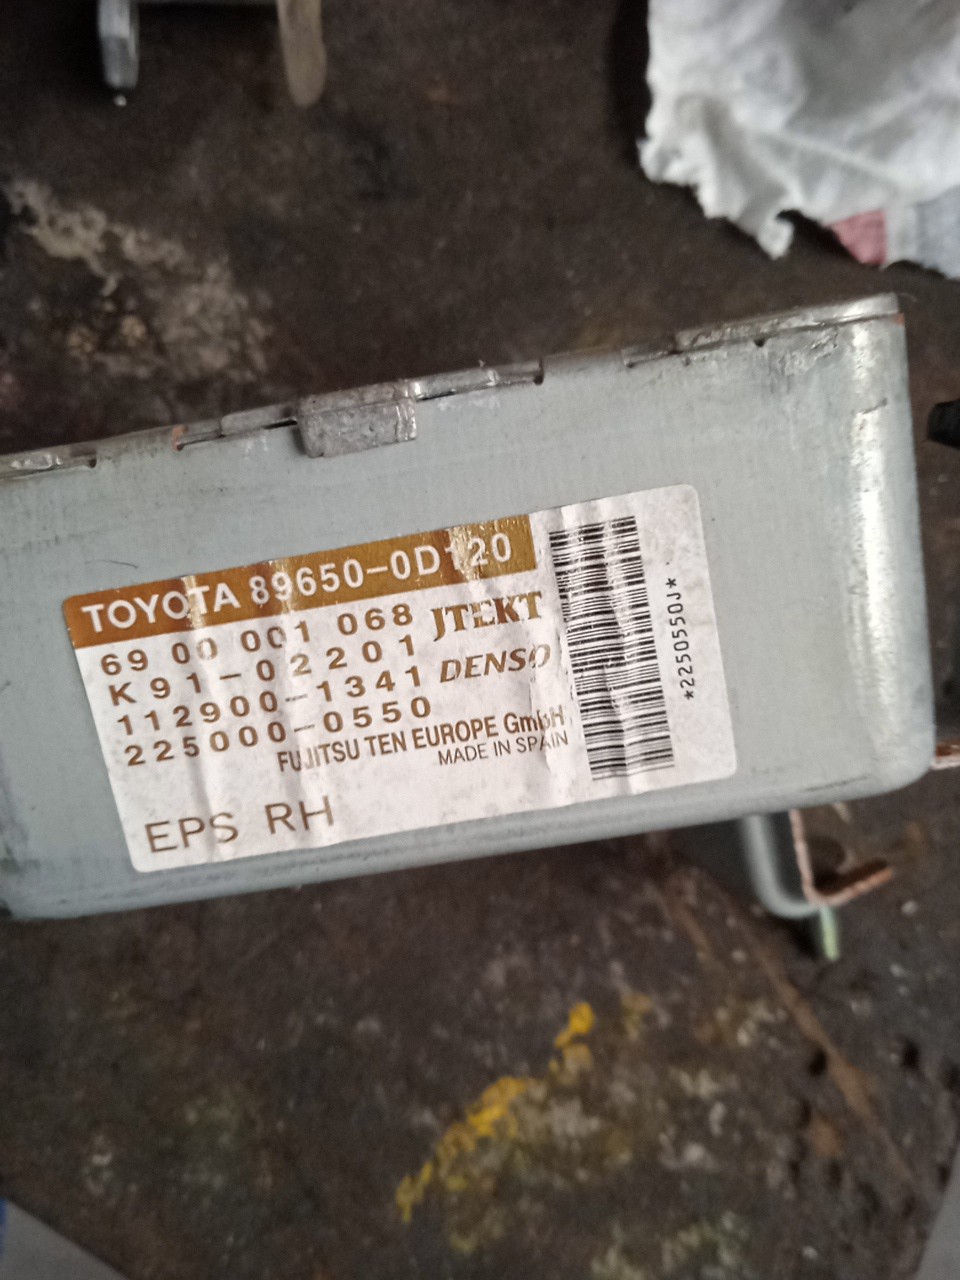 TOYOTA 89650-0D120
69 00 001 068 JTEKT
K91-02201
112900-1341 DENSO
225000-0550
FUJITSU TEN EUROPE GmbH
MADE IN SPAIN
EPS RH
*2250550J*